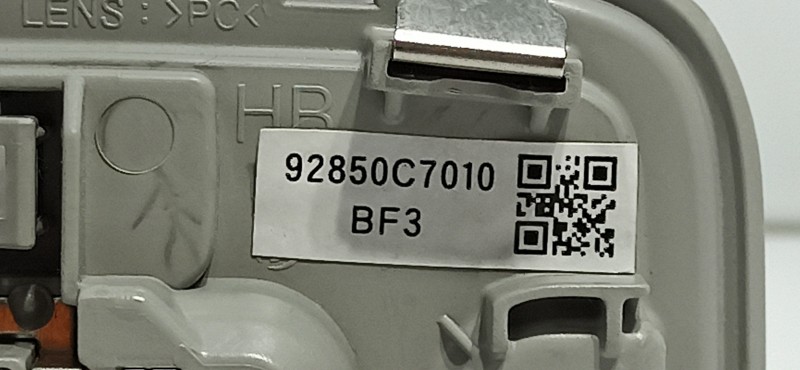 LENS : >PC<
HR
92850C7010
BF3